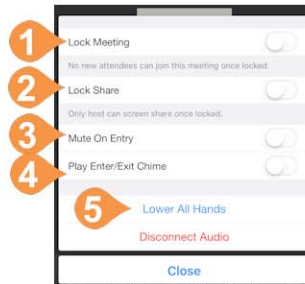 1
Lock Meeting
No new attendees can join this meeting once locked.
2
Lock Share
Only host can screen share once locked.
3
Mute On Entry
4
Play Enter/Exit Chime
5
Lower All Hands
Disconnect Audio
Close